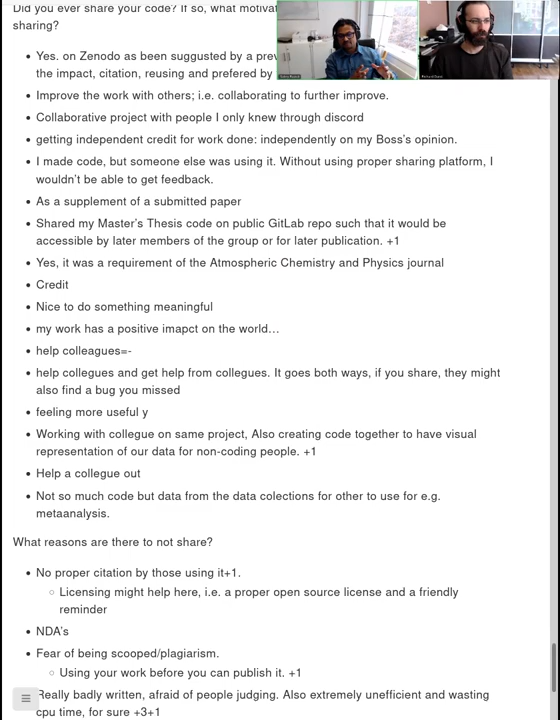 Did you ever share your code? If so, what motiva
sharing?
Yes. on Zenodo as been suggusted by a prev
the impact, citation, reusing and prefered by
Improve the work with others; i.e. collaborating to further improve.
Collaborative project with people I only knew through discord
getting independent credit for work done: independently on my Boss's opinion.
I made code, but someone else was using it. Without using proper sharing platform, I
wouldn't be able to get feedback.
As a supplement of a submitted paper
Shared my Master's Thesis code on public GitLab repo such that it would be
accessible by later members of the group or for later publication. +1
Yes, it was a requirement of the Atmospheric Chemistry and Physics journal
Credit
Nice to do something meaningful
my work has a positive imapct on the world...
help colleagues=-
help collegues and get help from collegues. It goes both ways, if you share, they might
also find a bug you missed
feeling more useful y
Working with collegue on same project, Also creating code together to have visual
representation of our data for non-coding people. +1
Help a collegue out
Not so much code but data from the data colections for other to use for e.g.
metaanalysis.
What reasons are there to not share?
No proper citation by those using it+1.
Licensing might help here, i.e. a proper open source license and a friendly
reminder
NDA's
Fear of being scooped/plagiarism.
Using your work before you can publish it. +1
Really badly written, afraid of people judging. Also extremely unefficient and wasting
cpu time, for sure +3+1